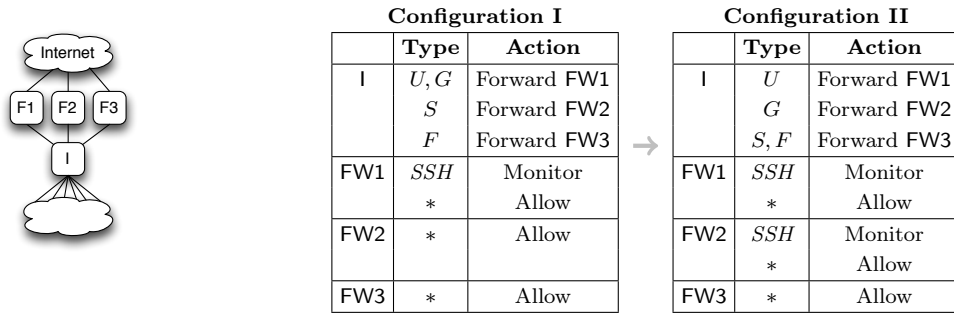 Internet
F1 F2 F3
I
Configuration I
Type Action
I U, G Forward FW1
S Forward FW2
F Forward FW3
FW1 SSH Monitor
* Allow
FW2 * Allow
FW3 * Allow
→
Configuration II
Type Action
I U Forward FW1
G Forward FW2
S, F Forward FW3
FW1 SSH Monitor
* Allow
FW2 SSH Monitor
* Allow
FW3 * Allow